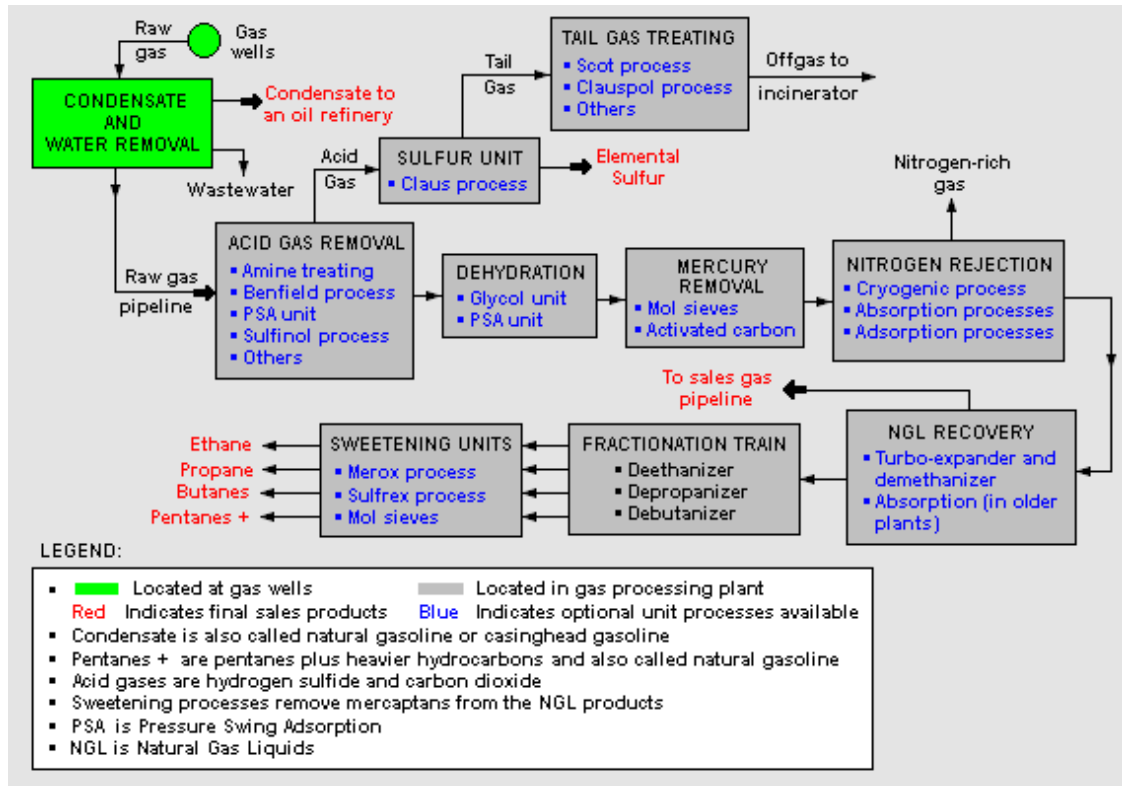 Raw
gas
Gas
wells
CONDENSATE
AND
WATER REMOVAL
Condensate to
an oil refinery
Wastewater
Raw gas
pipeline
TAIL GAS TREATING
▪ Scot process
▪ Clauspol process
▪ Others
Tail
Gas
Offgas to
incinerator
Acid
Gas
SULFUR UNIT
▪ Claus process
Elemental
Sulfur
Nitrogen-rich
gas
ACID GAS REMOVAL
▪ Amine treating
▪ Benfield process
▪ PSA unit
▪ Sulfinol process
▪ Others
DEHYDRATION
▪ Glycol unit
▪ PSA unit
MERCURY
REMOVAL
▪ Mol sieves
▪ Activated carbon
NITROGEN REJECTION
▪ Cryogenic process
▪ Absorption processes
▪ Adsorption processes
To sales gas
pipeline
NGL RECOVERY
▪ Turbo-expander and
demethanizer
▪ Absorption (in older
plants)
FRACTIONATION TRAIN
▪ Deethanizer
▪ Depropanizer
▪ Debutanizer
SWEETENING UNITS
▪ Merox process
▪ Sulfrex process
▪ Mol sieves
Ethane
Propane
Butanes
Pentanes +
LEGEND:
▪ Located at gas wells Located in gas processing plant
Red Indicates final sales products Blue Indicates optional unit processes available
▪ Condensate is also called natural gasoline or casinghead gasoline
▪ Pentanes + are pentanes plus heavier hydrocarbons and also called natural gasoline
▪ Acid gases are hydrogen sulfide and carbon dioxide
▪ Sweetening processes remove mercaptans from the NGL products
▪ PSA is Pressure Swing Adsorption
▪ NGL is Natural Gas Liquids